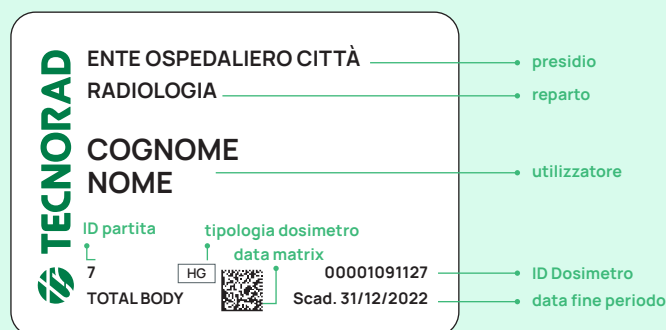 TECNORAD
ENTE OSPEDALIERO CITTÀ
presidio
RADIOLOGIA
reparto
COGNOME
NOME
utilizzatore
ID partita
tipologia dosimetro
data matrix
7
HG
00001091127
ID Dosimetro
TOTAL BODY
Scad. 31/12/2022
data fine periodo